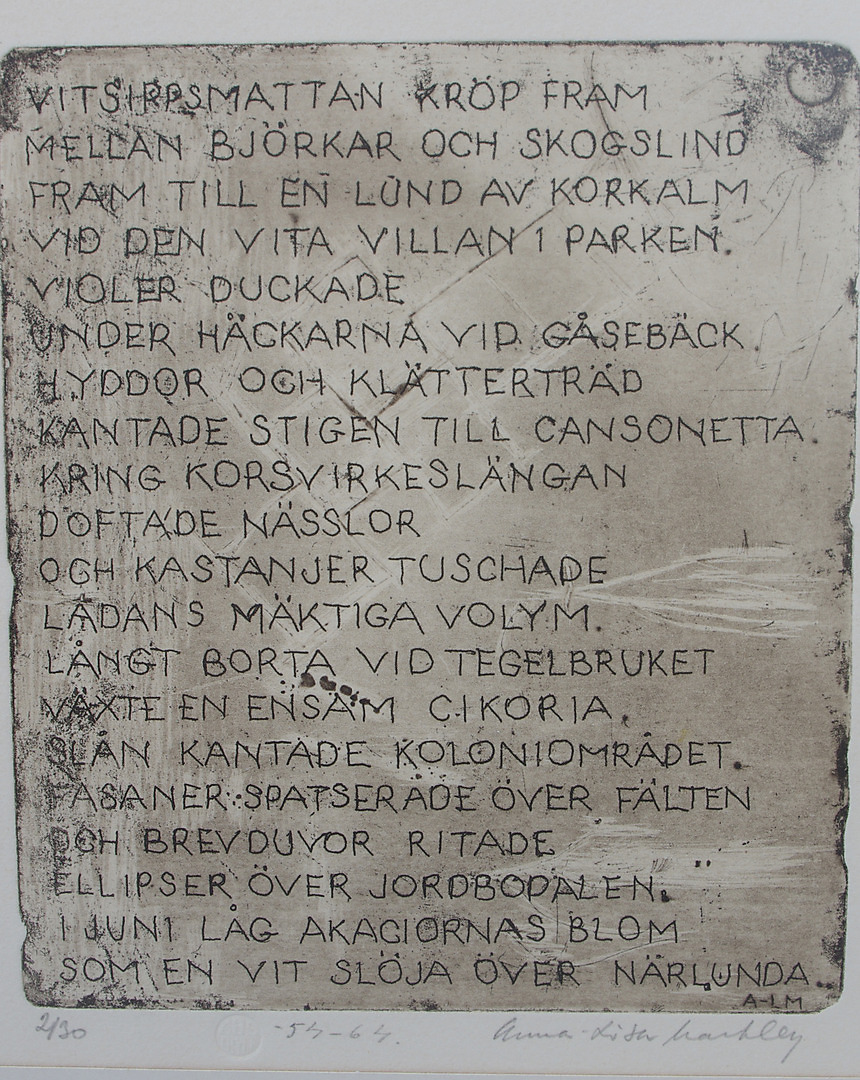 VITSIPPSMATTAN KRÖP FRAM
MELLAN BJÖRKAR OCH SKOGSLIND
FRAM TILL EN LUND AV KORKALM
VID DEN VITA VILLAN I PARKEN.
VIOLER DUCKADE
UNDER HÄCKARNA VID GÅSEBÄCK.
HYDDOR OCH KLÄTTERTRÄD
KANTADE STIGEN TILL CANSONETTA.
KRING KORSVIRKESLÄNGAN
DOFTADE NÄSSLOR
OCH KASTANJER TUSCHADE
LADANS MÄKTIGA VOLYM.
LÅNGT BORTA VID TEGELBRUKET
VÄXTE EN ENSAM CIKORIA.
SLÅN KANTADE KOLONIOMRÅDET.
FASANER SPATSERADE ÖVER FÄLTEN
OCH BREVDUVOR RITADE
ELLIPSER ÖVER JORDBODALEN.
I JUNI LÅG AKACIORNAS BLOM
SOM EN VIT SLÖJA ÖVER NÄRLUNDA.
A-LM
2/30 -54-64. Anna-Lisa